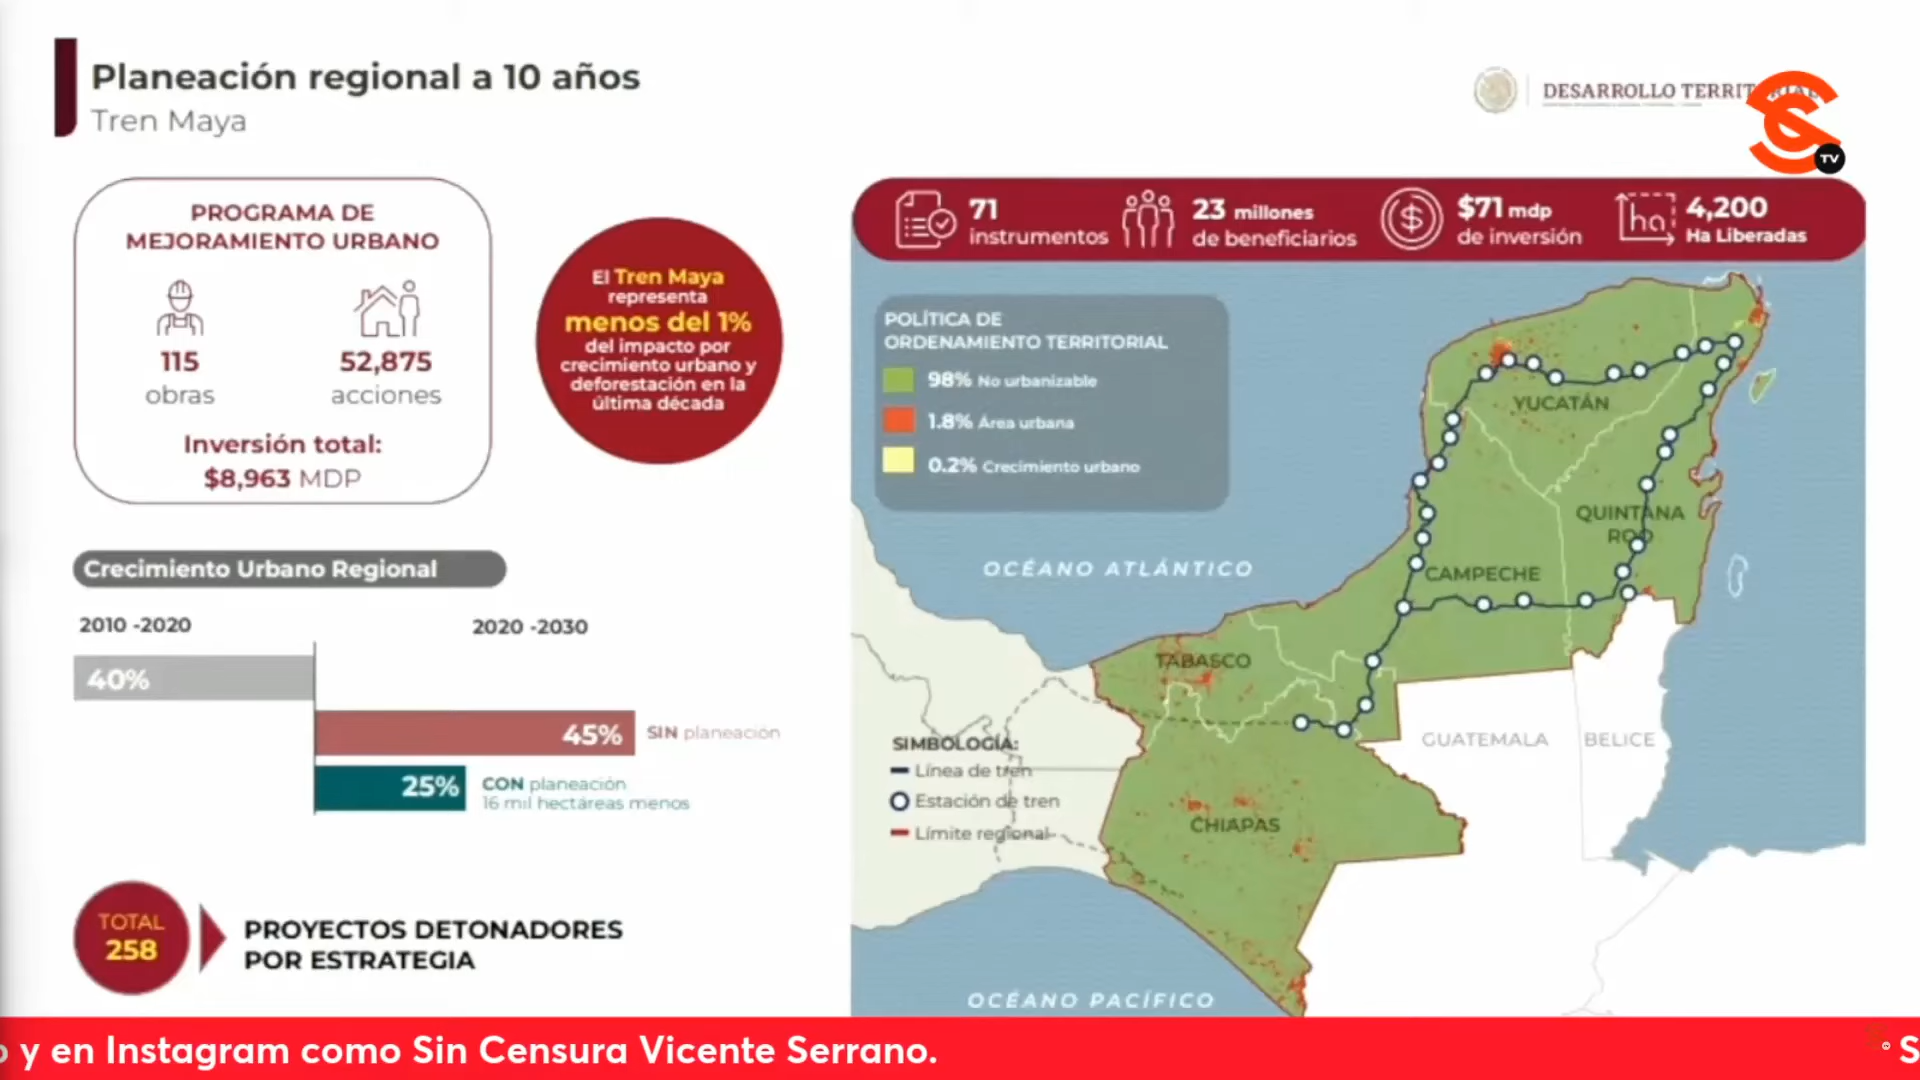 Planeación regional a 10 años
Tren Maya
DESARROLLO TERRITORIAL
TV
PROGRAMA DE
MEJORAMIENTO URBANO
115
obras
52,875
acciones
Inversión total:
$8,963 MDP
El Tren Maya
representa
menos del 1%
del impacto por
crecimiento urbano y
deforestación en la
última década
71
instrumentos
23 millones
de beneficiarios
$71 mdp
de inversión
ha
4,200
Ha Liberadas
POLÍTICA DE
ORDENAMIENTO TERRITORIAL
98% No urbanizable
1.8% Área urbana
0.2% Crecimiento urbano
YUCATÁN
QUINTANA
ROO
CAMPECHE
OCÉANO ATLÁNTICO
TABASCO
GUATEMALA
BELICE
CHIAPAS
SIMBOLOGÍA:
Línea de tren
Estación de tren
Límite regional
OCÉANO PACÍFICO
Crecimiento Urbano Regional
2010 -2020
2020 -2030
40%
45%
SIN planeación
25%
CON planeación
16 mil hectáreas menos
TOTAL
258
PROYECTOS DETONADORES
POR ESTRATEGIA
o y en Instagram como Sin Censura Vicente Serrano.
S